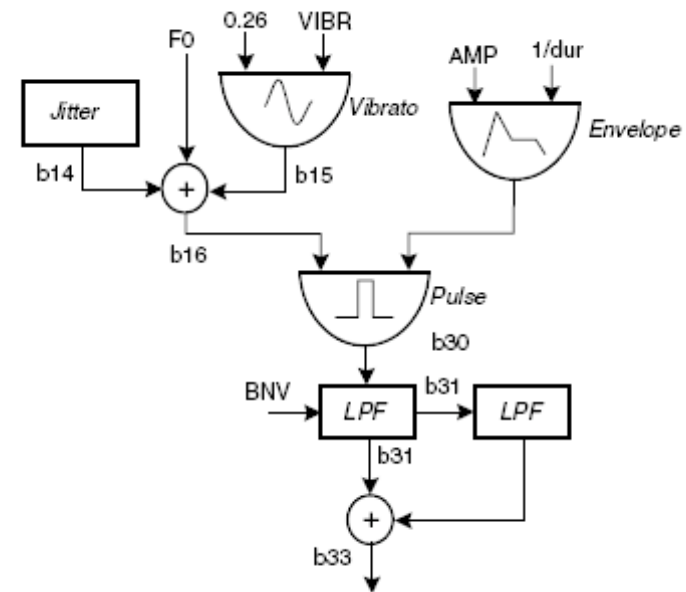 0.26
VIBR
F0
AMP
1/dur
Jitter
Vibrato
Envelope
b14
+
b15
b16
Pulse
b30
BNV
LPF
b31
LPF
b31
+
b33